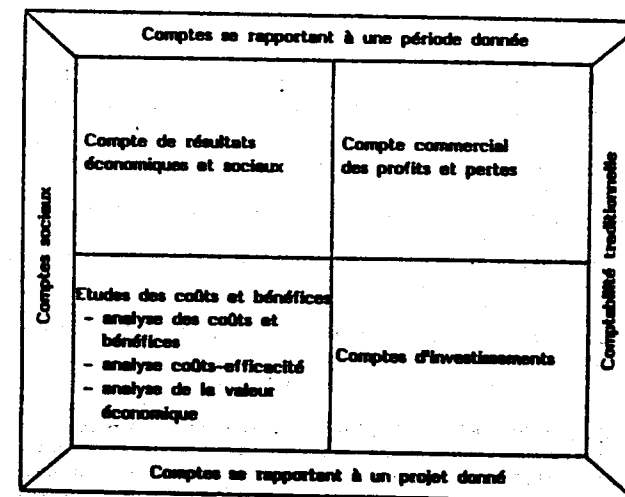 Comptes se rapportant à une période donnée
Comptes sociaux
Compte de résultats
économiques et sociaux
Compte commercial
des profits et pertes
Comptabilité traditionnelle
Etudes des coûts et bénéfices
- analyse des coûts et
bénéfices
- analyse coûts-efficacité
- analyse de la valeur
économique
Comptes d'investissements
Comptes se rapportant à un projet donné